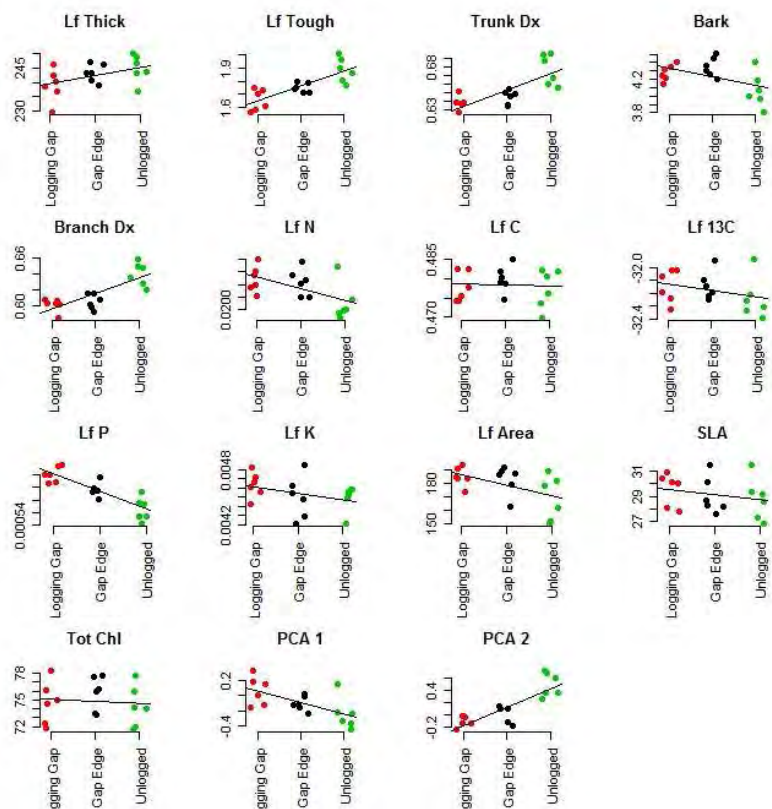 Lf Thick Lf Tough Trunk Dx Bark
245
230
1.9
1.6
0.68
0.63
4.2
3.8
Logging Gap Gap Edge Unlogged
Logging Gap Gap Edge Unlogged
Logging Gap Gap Edge Unlogged
Logging Gap Gap Edge Unlogged
Branch Dx Lf N Lf C Lf 13C
0.66
0.60
0.0200
0.485
0.470
-32.0
-32.4
Logging Gap Gap Edge Unlogged
Logging Gap Gap Edge Unlogged
Logging Gap Gap Edge Unlogged
Logging Gap Gap Edge Unlogged
Lf P Lf K Lf Area SLA
0.00054
0.0048
0.0042
180
150
31
29
27
Logging Gap Gap Edge Unlogged
Logging Gap Gap Edge Unlogged
Logging Gap Gap Edge Unlogged
Logging Gap Gap Edge Unlogged
Tot Chl PCA 1 PCA 2
78
75
72
0.2
-0.4
0.4
-0.2
Logging Gap Gap Edge Unlogged
Logging Gap Gap Edge Unlogged
Logging Gap Gap Edge Unlogged